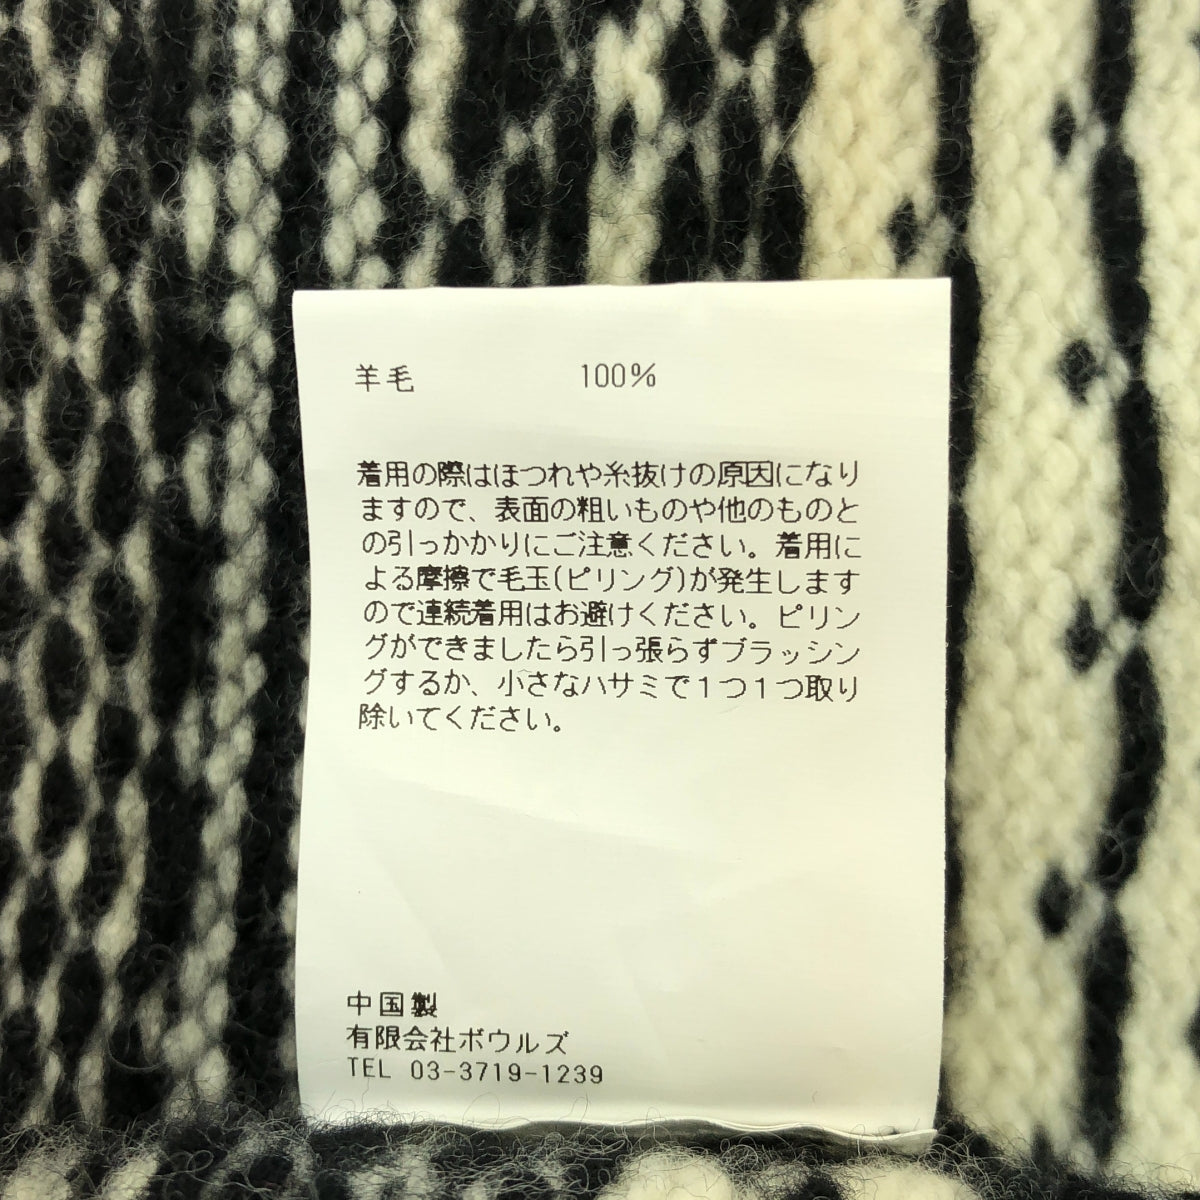 羊毛 100%
着用の際はほつれや糸抜けの原因になり
ますので、表面の粗いものや他のものと
の引っかかりにご注意ください。着用に
よる摩擦で毛玉(ピリング)が発生します
ので連続着用はお避けください。ピリン
グができましたら引っ張らずブラッシン
グするか、小さなハサミで1つ1つ取り
除いてください。
中国製
有限会社ボウルズ
TEL 03-3719-1239